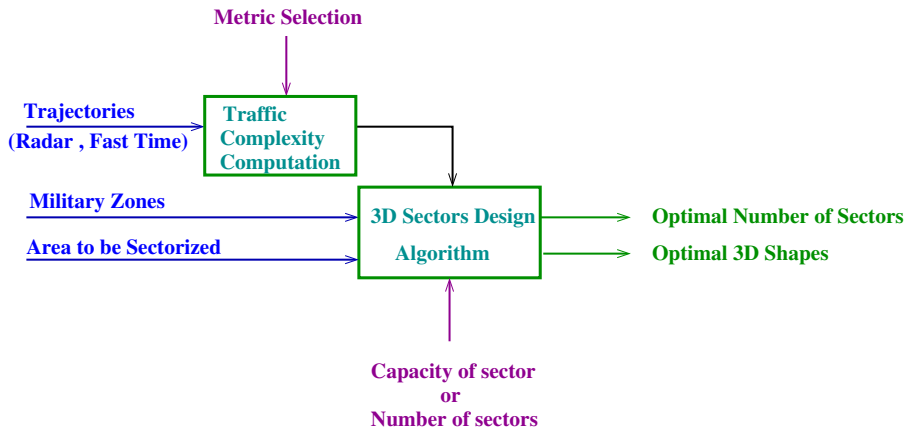 Metric Selection
Trajectories
(Radar , Fast Time)
Traffic
Complexity
Computation
Military Zones
Area to be Sectorized
3D Sectors Design
Algorithm
Optimal Number of Sectors
Optimal 3D Shapes
Capacity of sector
or
Number of sectors